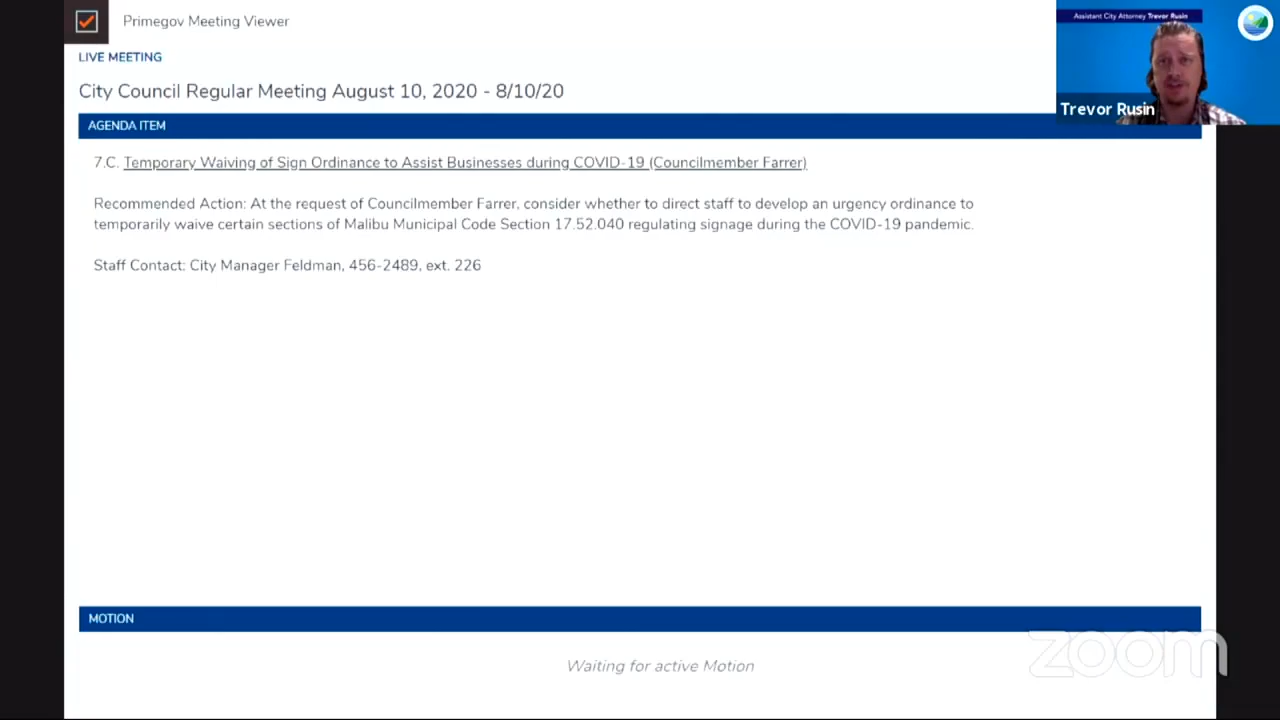 Primegov Meeting Viewer
Assistant City Attorney Trevor Rusin
LIVE MEETING
City Council Regular Meeting August 10, 2020 - 8/10/20
Trevor Rusin
AGENDA ITEM
7.C. Temporary Waiving of Sign Ordinance to Assist Businesses during COVID-19 (Councilmember Farrer)
Recommended Action: At the request of Councilmember Farrer, consider whether to direct staff to develop an urgency ordinance to
temporarily waive certain sections of Malibu Municipal Code Section 17.52.040 regulating signage during the COVID-19 pandemic.
Staff Contact: City Manager Feldman, 456-2489, ext. 226
MOTION
Waiting for active Motion
zoom